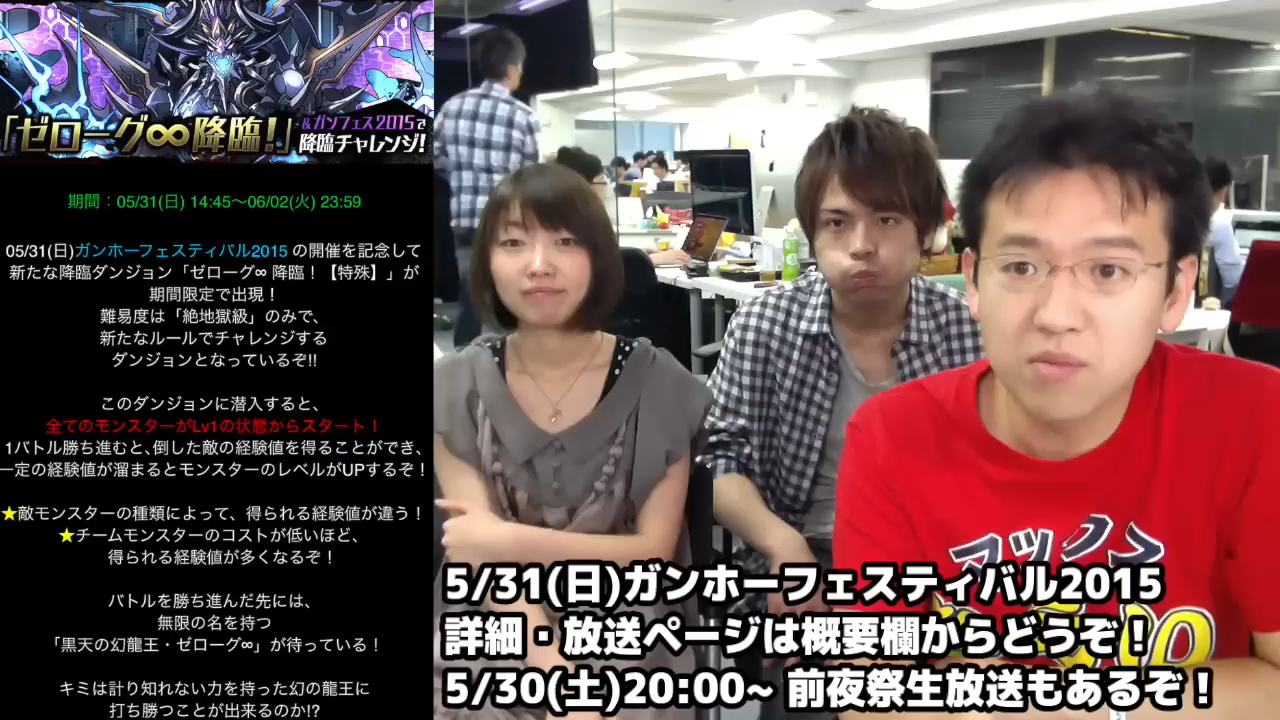 「ゼローグ∞降臨!」
&ガンフェス2015で
降臨チャレンジ!
期間:05/31(日) 14:45〜06/02(火) 23:59
05/31(日)ガンホーフェスティバル2015 の開催を記念して
新たな降臨ダンジョン「ゼローグ∞ 降臨!【特殊】」が
期間限定で出現!
難易度は「絶地獄級」のみで、
新たなルールでチャレンジする
ダンジョンとなっているぞ!!
このダンジョンに潜入すると、
全てのモンスターがLv1の状態からスタート!
1バトル勝ち進むと、倒した敵の経験値を得ることができ、
一定の経験値が溜まるとモンスターのレベルがUPするぞ!
★敵モンスターの種類によって、得られる経験値が違う!
★チームモンスターのコストが低いほど、
得られる経験値が多くなるぞ!
バトルを勝ち進んだ先には、
無限の名を持つ
「黒天の幻龍王・ゼローグ∞」が待っている!
キミは計り知れない力を持った幻の龍王に
打ち勝つことが出来るのか!?
マックス
5/31(日)ガンホーフェスティバル2015
詳細・放送ページは概要欄からどうぞ!
5/30(土)20:00~ 前夜祭生放送もあるぞ!